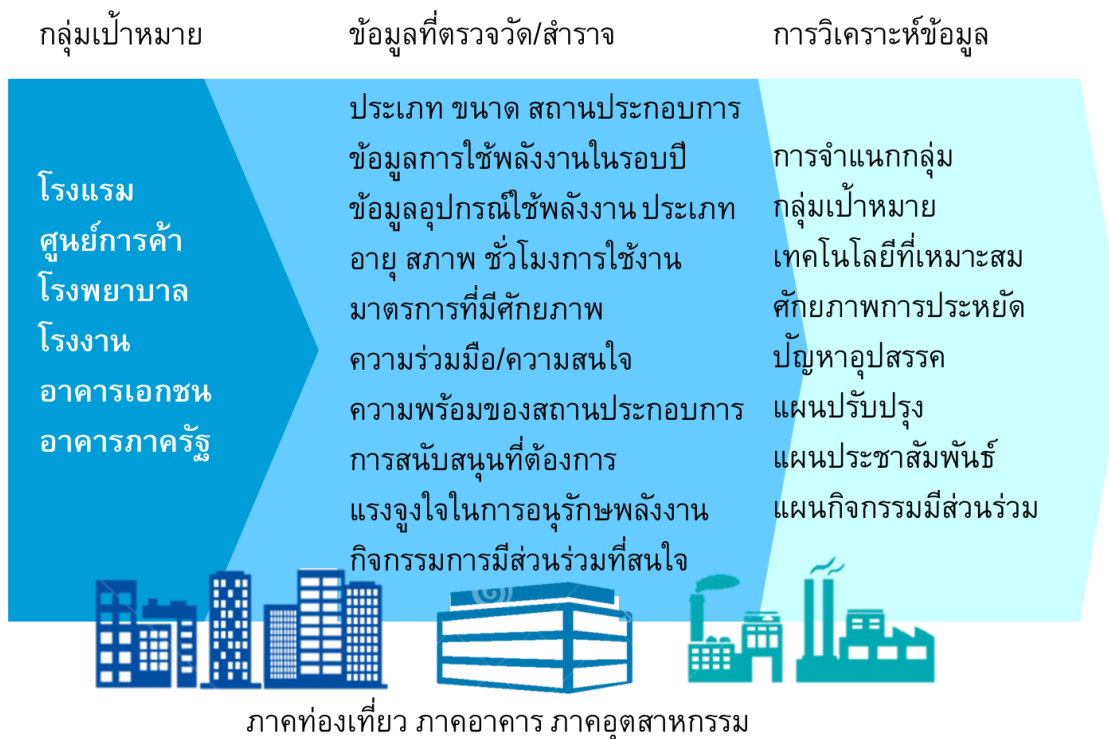 กลุ่มเป้าหมาย
ข้อมูลที่ตรวจวัด/สำราจ
การวิเคราะห์ข้อมูล
โรงแรม
ศูนย์การค้า
โรงพยาบาล
โรงงาน
อาคารเอกชน
อาคารภาครัฐ
ประเภท ขนาด สถานประกอบการ
ข้อมูลการใช้พลังงานในรอบปี
ข้อมูลอุปกรณ์ใช้พลังงาน ประเภท
อายุ สภาพ ชั่วโมงการใช้งาน
มาตรการที่มีศักยภาพ
ความร่วมมือ/ความสนใจ
ความพร้อมของสถานประกอบการ
การสนับสนุนที่ต้องการ
แรงจูงใจในการอนุรักษพลังงาน
กิจกรรมการมีส่วนร่วมที่สนใจ
การจำแนกกลุ่ม
กลุ่มเป้าหมาย
เทคโนโลยีที่เหมาะสม
ศักยภาพการประหยัด
ปัญหาอุปสรรค
แผนปรับปรุง
แผนประชาสัมพันธ์
แผนกิจกรรมมีส่วนร่วม
ภาคท่องเที่ยว ภาคอาคาร ภาคอุตสาหกรรม